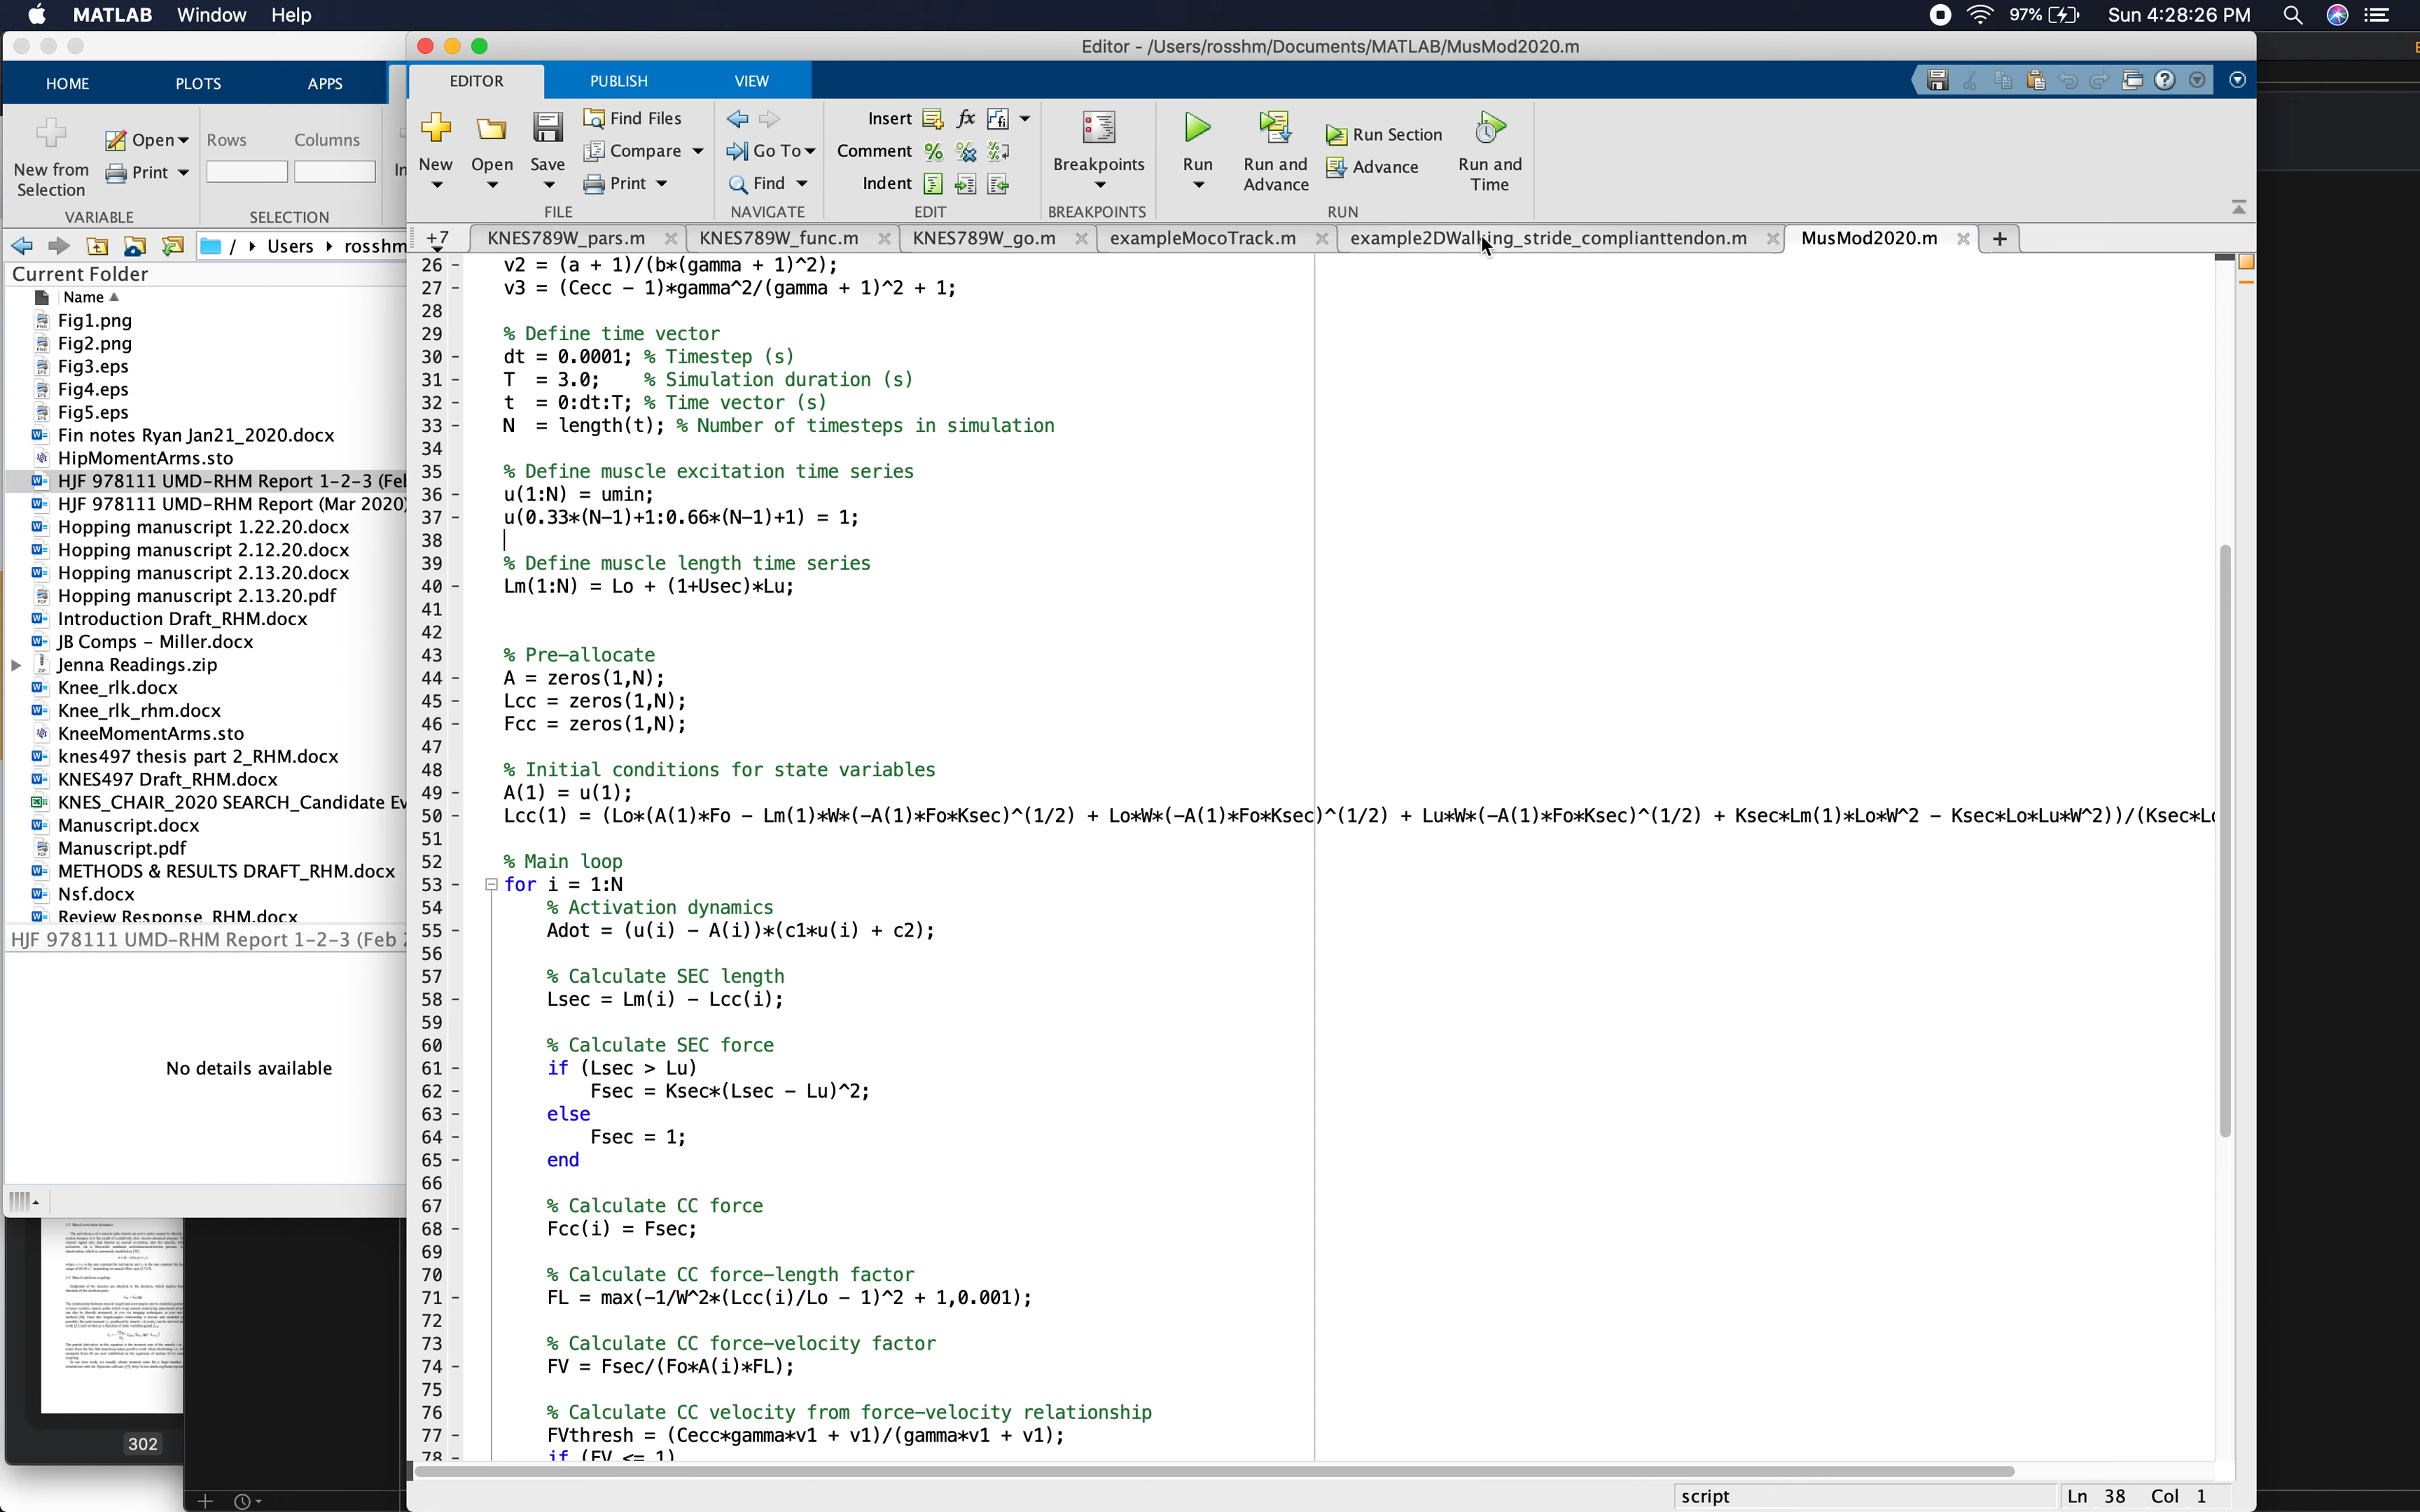 MATLAB Window Help
97% Sun 4:28:26 PM
Editor - /Users/rosshm/Documents/MATLAB/MusMod2020.m
HOME PLOTS APPS
EDITOR PUBLISH VIEW
New from Selection
Open
Print
Rows Columns
VARIABLE SELECTION
New
Open
Save
Find Files
Compare
Print
FILE
Go To
Find
NAVIGATE
Insert
Comment
Indent
EDIT
Breakpoints
BREAKPOINTS
Run
Run and Advance
Run Section
Advance
Run and Time
RUN
/ Users rosshm
+7 KNES789W_pars.m KNES789W_func.m KNES789W_go.m exampleMocoTrack.m example2DWalking_stride_complianttendon.m MusMod2020.m
Current Folder
Name
Fig1.png
Fig2.png
Fig3.eps
Fig4.eps
Fig5.eps
Fin notes Ryan Jan21_2020.docx
HipMomentArms.sto
HJF 978111 UMD-RHM Report 1-2-3 (Feb
HJF 978111 UMD-RHM Report (Mar 2020)
Hopping manuscript 1.22.20.docx
Hopping manuscript 2.12.20.docx
Hopping manuscript 2.13.20.docx
Hopping manuscript 2.13.20.pdf
Introduction Draft_RHM.docx
JB Comps - Miller.docx
Jenna Readings.zip
Knee_rlk.docx
Knee_rlk_rhm.docx
KneeMomentArms.sto
knes497 thesis part 2_RHM.docx
KNES497 Draft_RHM.docx
KNES_CHAIR_2020 SEARCH_Candidate Ev
Manuscript.docx
Manuscript.pdf
METHODS & RESULTS DRAFT_RHM.docx
Nsf.docx
Review Response_RHM.docx
HJF 978111 UMD-RHM Report 1-2-3 (Feb 2
No details available
302
26 - v2 = (a + 1)/(b*(gamma + 1)^2);
27 - v3 = (Cecc - 1)*gamma^2/(gamma + 1)^2 + 1;
28
29 % Define time vector
30 - dt = 0.0001; % Timestep (s)
31 - T = 3.0; % Simulation duration (s)
32 - t = 0:dt:T; % Time vector (s)
33 - N = length(t); % Number of timesteps in simulation
34
35 % Define muscle excitation time series
36 - u(1:N) = umin;
37 - u(0.33*(N-1)+1:0.66*(N-1)+1) = 1;
38
39 % Define muscle length time series
40 - Lm(1:N) = Lo + (1+Usec)*Lu;
41
42
43 % Pre-allocate
44 - A = zeros(1,N);
45 - Lcc = zeros(1,N);
46 - Fcc = zeros(1,N);
47
48 % Initial conditions for state variables
49 - A(1) = u(1);
50 - Lcc(1) = (Lo*(A(1)*Fo - Lm(1)*W*(-A(1)*Fo*Ksec)^(1/2) + Lo*W*(-A(1)*Fo*Ksec)^(1/2) + Lu*W*(-A(1)*Fo*Ksec)^(1/2) + Ksec*Lm(1)*Lo*W^2 - Ksec*Lo*Lu*W^2))/(Ksec*Lo
51
52 % Main loop
53 - for i = 1:N
54 % Activation dynamics
55 - Adot = (u(i) - A(i))*(c1*u(i) + c2);
56
57 % Calculate SEC length
58 - Lsec = Lm(i) - Lcc(i);
59
60 % Calculate SEC force
61 - if (Lsec > Lu)
62 - Fsec = Ksec*(Lsec - Lu)^2;
63 - else
64 - Fsec = 1;
65 - end
66
67 % Calculate CC force
68 - Fcc(i) = Fsec;
69
70 % Calculate CC force-length factor
71 - FL = max(-1/W^2*(Lcc(i)/Lo - 1)^2 + 1,0.001);
72
73 % Calculate CC force-velocity factor
74 - FV = Fsec/(Fo*A(i)*FL);
75
76 % Calculate CC velocity from force-velocity relationship
77 - FVthresh = (Cecc*gamma*v1 + v1)/(gamma*v1 + v1);
78 - if (FV <= 1)
script Ln 38 Col 1